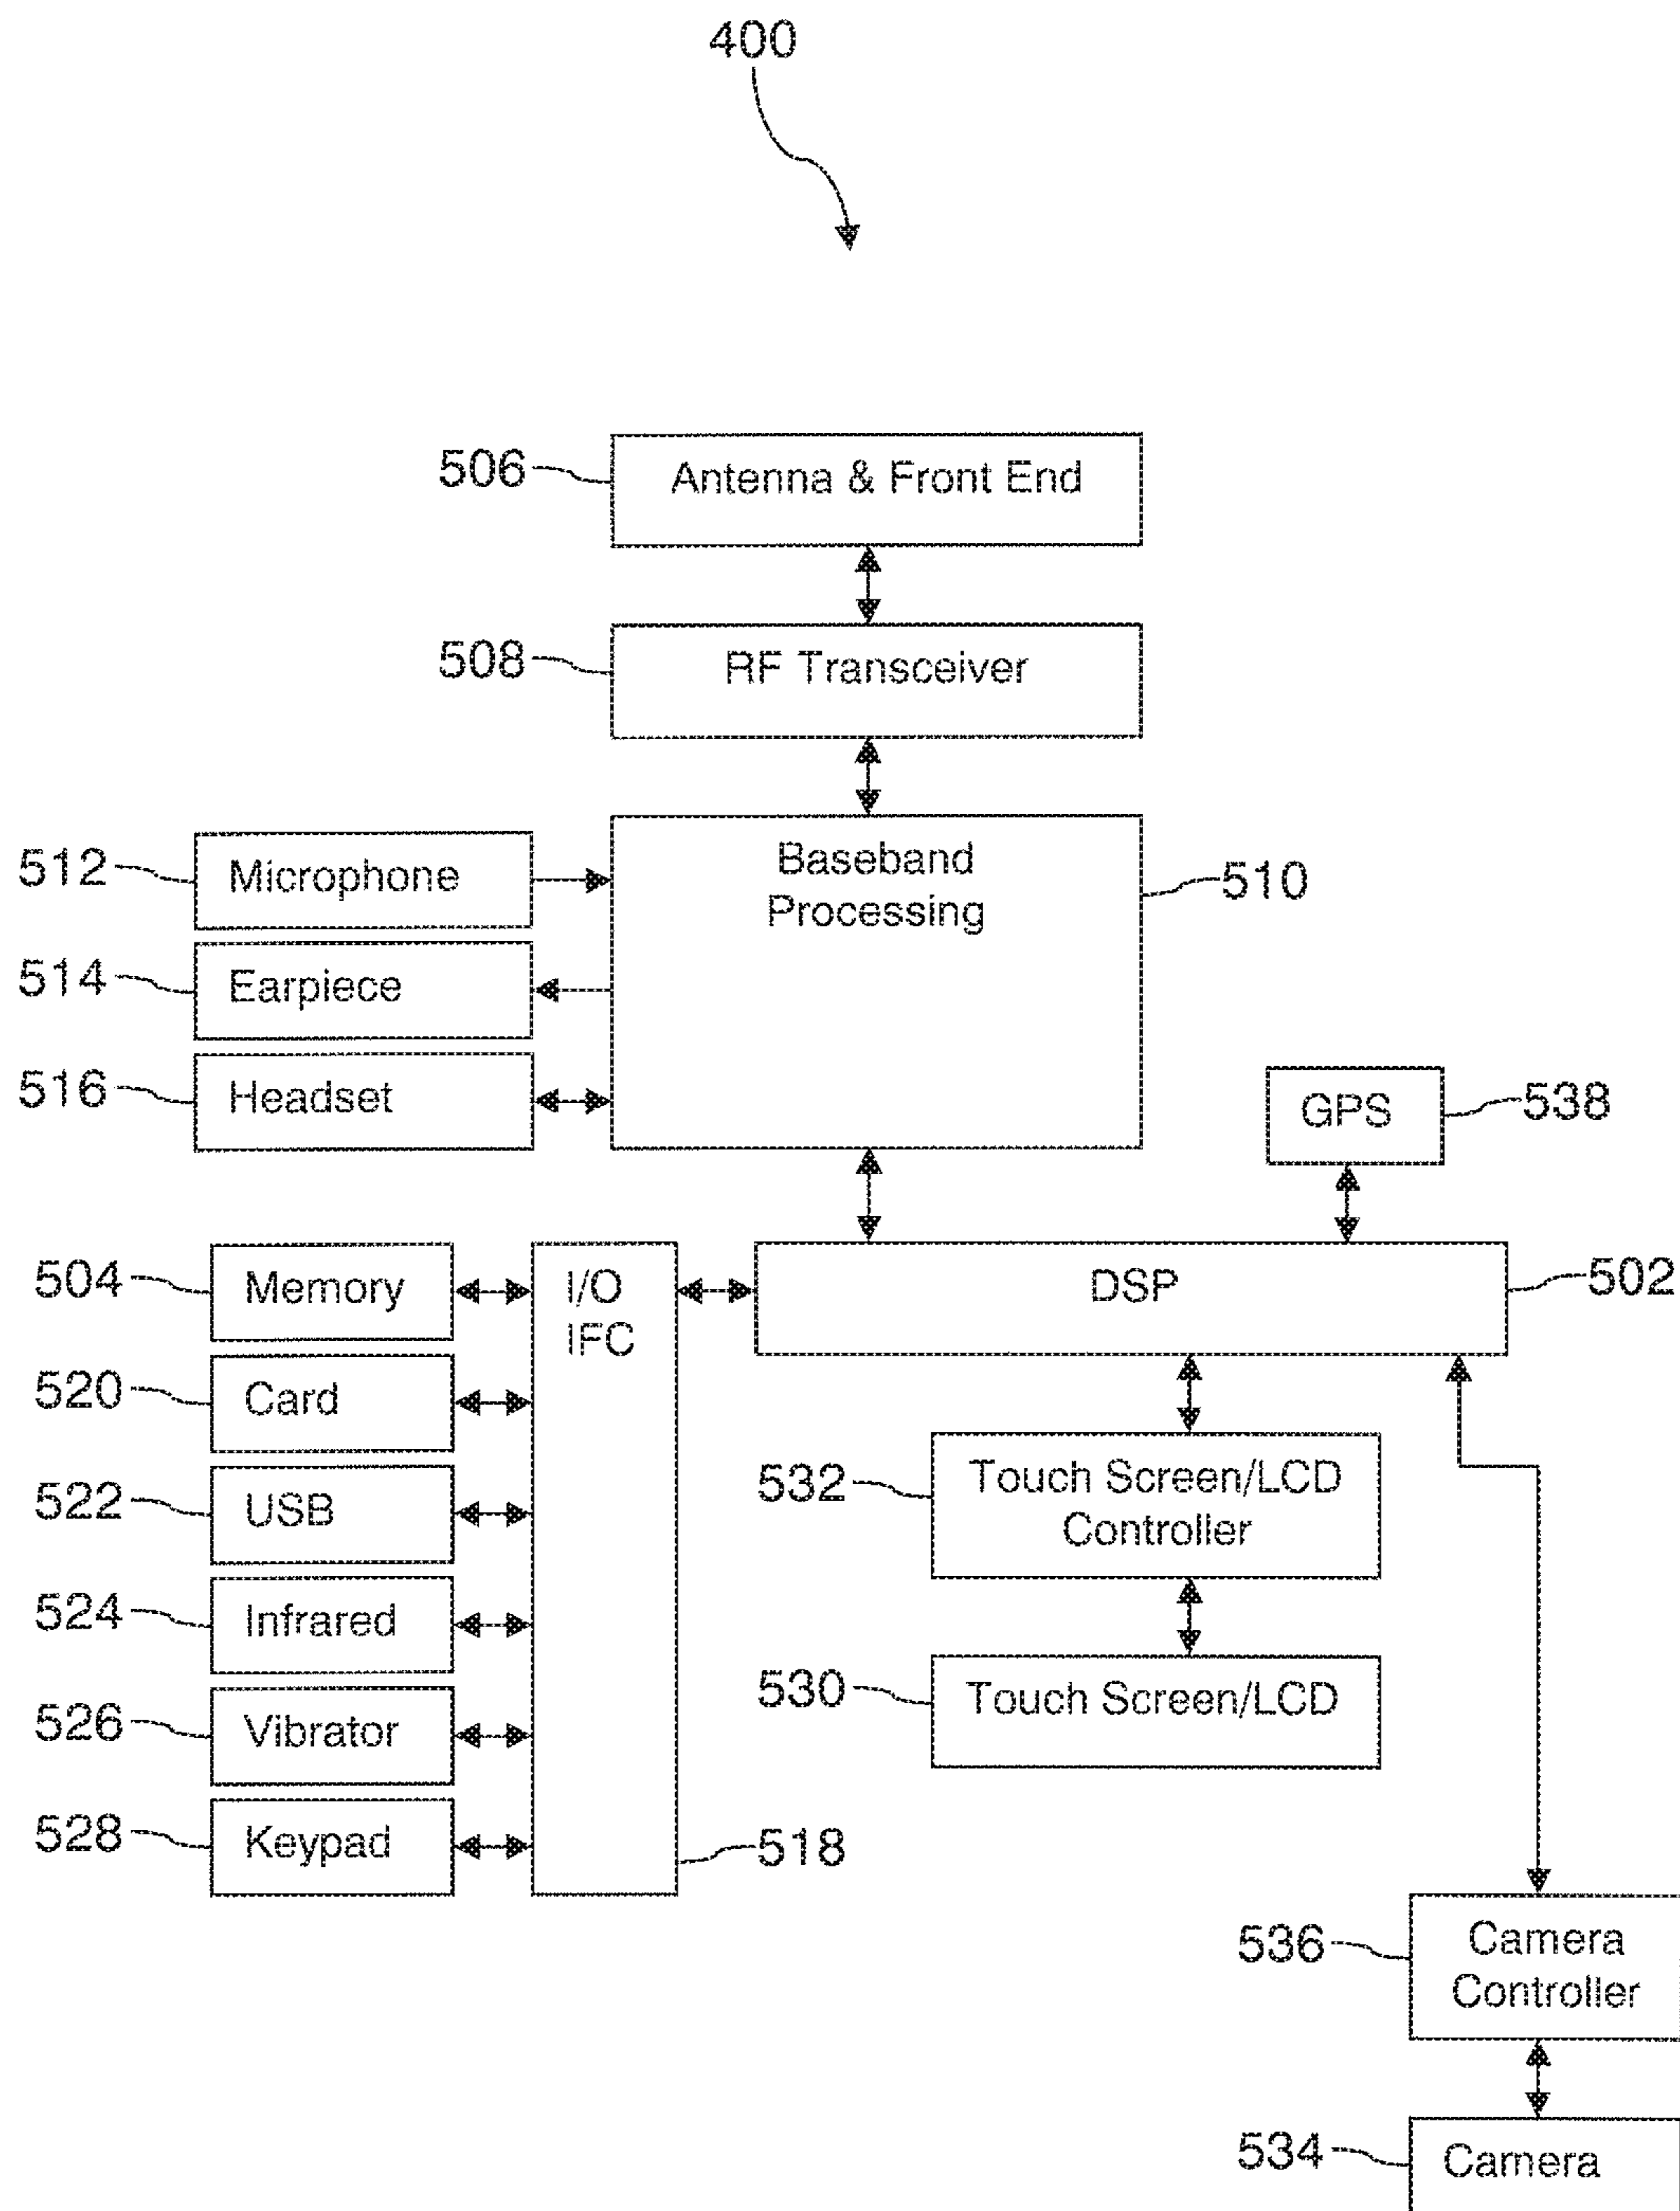 400
506
Antenna & Front End
508
RF Transceiver
512
Microphone
Baseband
Processing
510
514
Earpiece
516
Headset
GPS
538
504
Memory
I/O
IFC
DSP
502
520
Card
522
USB
532
Touch Screen/LCD
Controller
524
Infrared
526
Vibrator
530
Touch Screen/LCD
528
Keypad
518
536
Camera
Controller
534
Camera